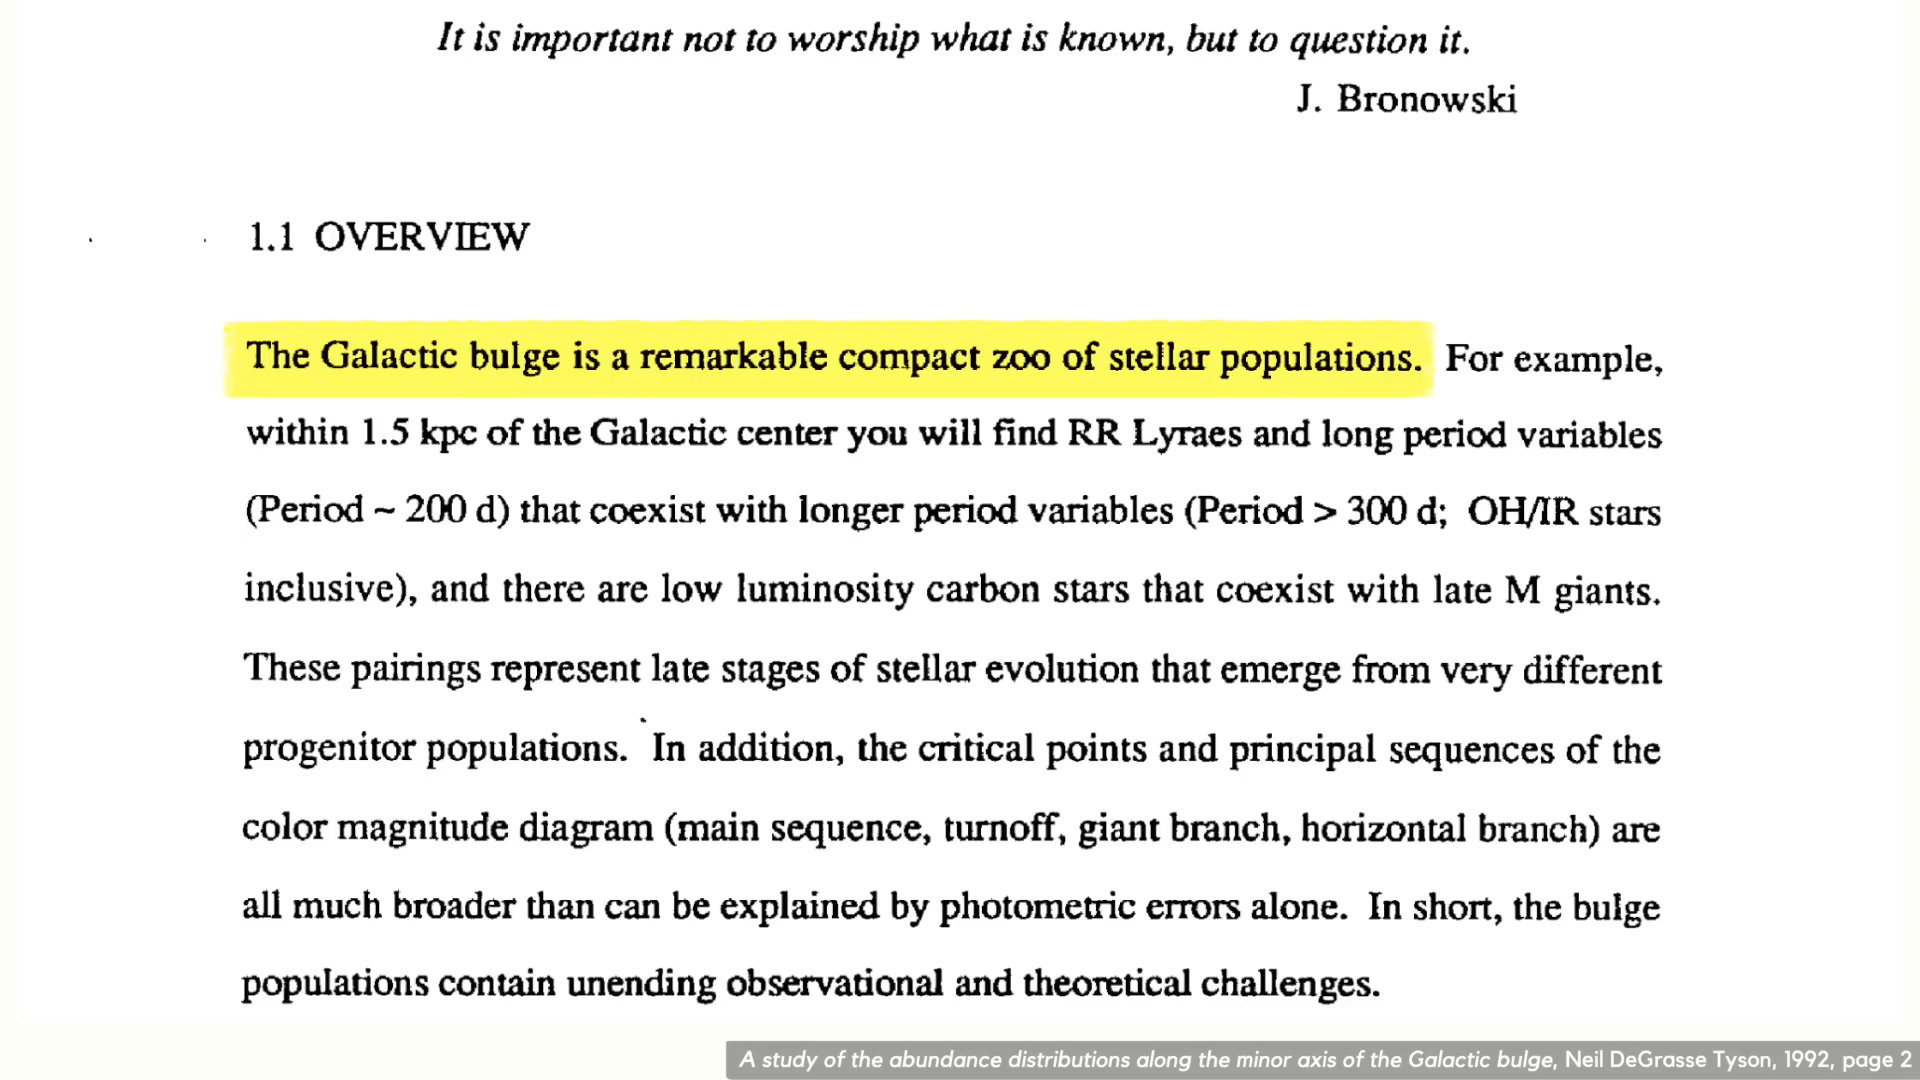 It is important not to worship what is known, but to question it.
J. Bronowski
1.1 OVERVIEW
The Galactic bulge is a remarkable compact zoo of stellar populations. For example,
within 1.5 kpc of the Galactic center you will find RR Lyraes and long period variables
(Period ~ 200 d) that coexist with longer period variables (Period > 300 d; OH/IR stars
inclusive), and there are low luminosity carbon stars that coexist with late M giants.
These pairings represent late stages of stellar evolution that emerge from very different
progenitor populations. In addition, the critical points and principal sequences of the
color magnitude diagram (main sequence, turnoff, giant branch, horizontal branch) are
all much broader than can be explained by photometric errors alone. In short, the bulge
populations contain unending observational and theoretical challenges.
A study of the abundance distributions along the minor axis of the Galactic bulge, Neil DeGrasse Tyson, 1992, page 2